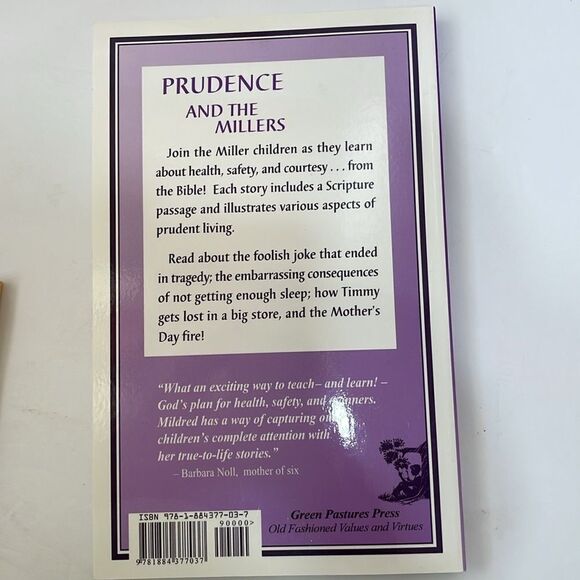 PRUDENCE
AND THE
MILLERS
Join the Miller children as they learn
about health, safety, and courtesy . . . from
the Bible! Each story includes a Scripture
passage and illustrates various aspects of
prudent living.
Read about the foolish joke that ended
in tragedy; the embarrassing consequences
of not getting enough sleep; how Timmy
gets lost in a big store, and the Mother's
Day fire!
“What an exciting way to teach– and learn! –
God's plan for health, safety, and manners.
Mildred has a way of capturing
children's complete attention with
her true-to-life stories.”
– Barbara Noll, mother of six
ISBN 978-1-884377-03-7
90000>
9781884377037
Green Pastures Press
Old Fashioned Values and Virtues